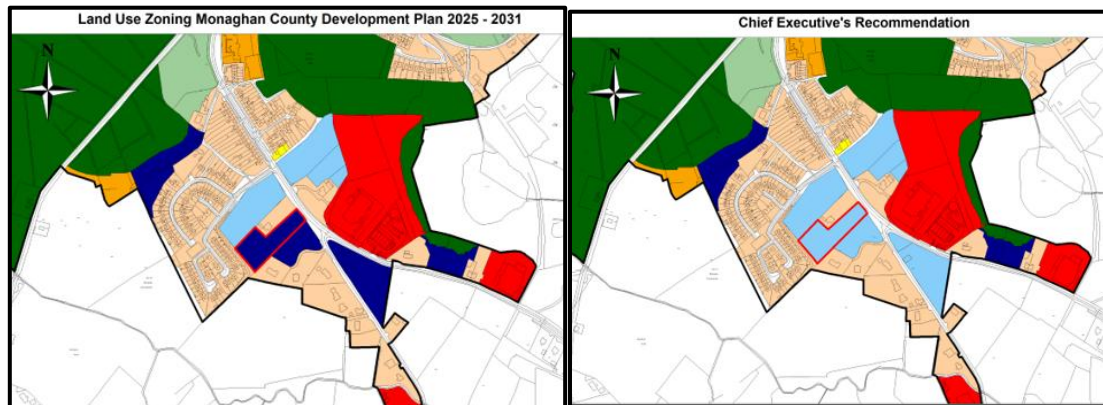 Land Use Zoning Monaghan County Development Plan 2025 - 2031
N
Chief Executive's Recommendation
N